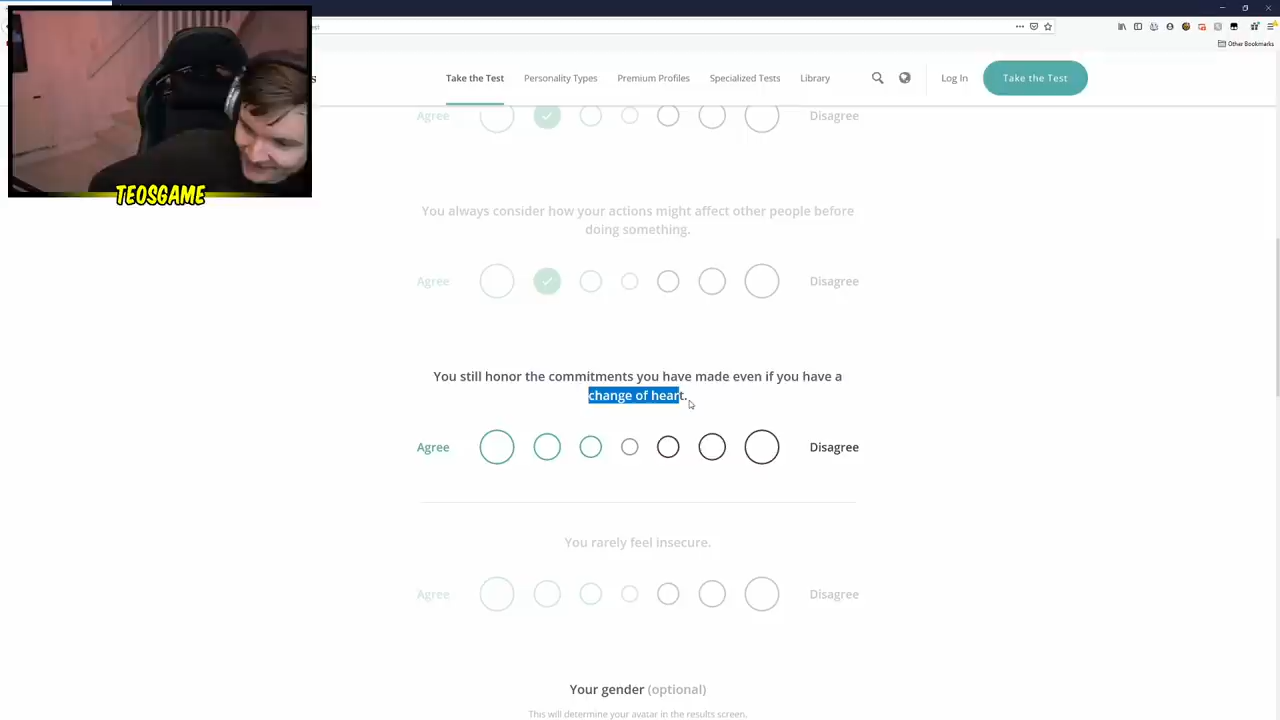 Other Bookmarks
Take the Test
Personality Types
Premium Profiles
Specialized Tests
Library
Log In
Take the Test
TEOSGAME
Agree
Disagree
You always consider how your actions might affect other people before
doing something.
Agree
Disagree
You still honor the commitments you have made even if you have a
change of heart.
Agree
Disagree
You rarely feel insecure.
Agree
Disagree
Your gender (optional)
This will determine your avatar in the results screen.